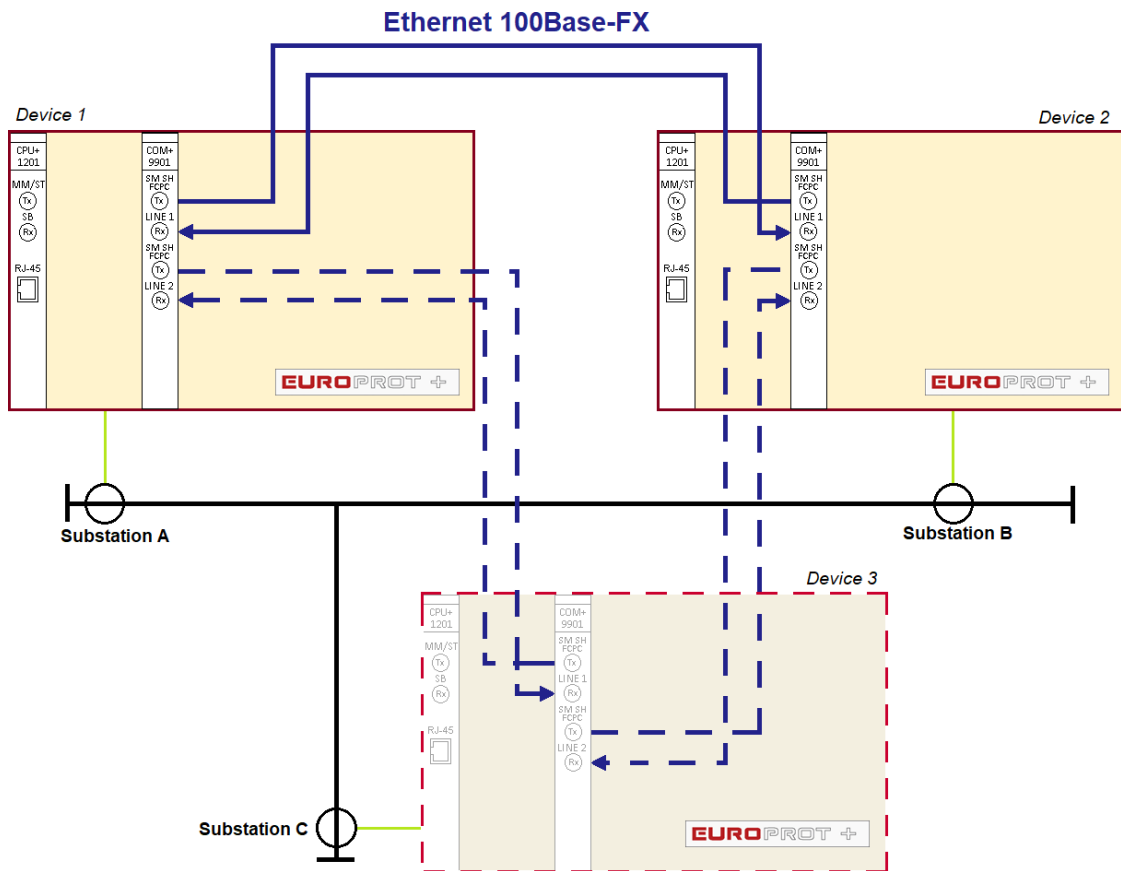 Ethernet 100Base-FX
Device 1
CPU+
1201
MM/ST
Tx
SB
Rx
RJ-45
COM+
9901
SM SH
FCPC
Tx
LINE 1
Rx
SM SH
FCPC
Tx
LINE 2
Rx
EUROPROT +
Device 2
CPU+
1201
MM/ST
Tx
SB
Rx
RJ-45
COM+
9901
SM SH
FCPC
Tx
LINE 1
Rx
SM SH
FCPC
Tx
LINE 2
Rx
EUROPROT +
Substation A
Substation B
Device 3
CPU+
1201
MM/ST
Tx
SB
Rx
RJ-45
COM+
9901
SM SH
FCPC
Tx
LINE 1
Rx
SM SH
FCPC
Tx
LINE 2
Rx
EUROPROT +
Substation C